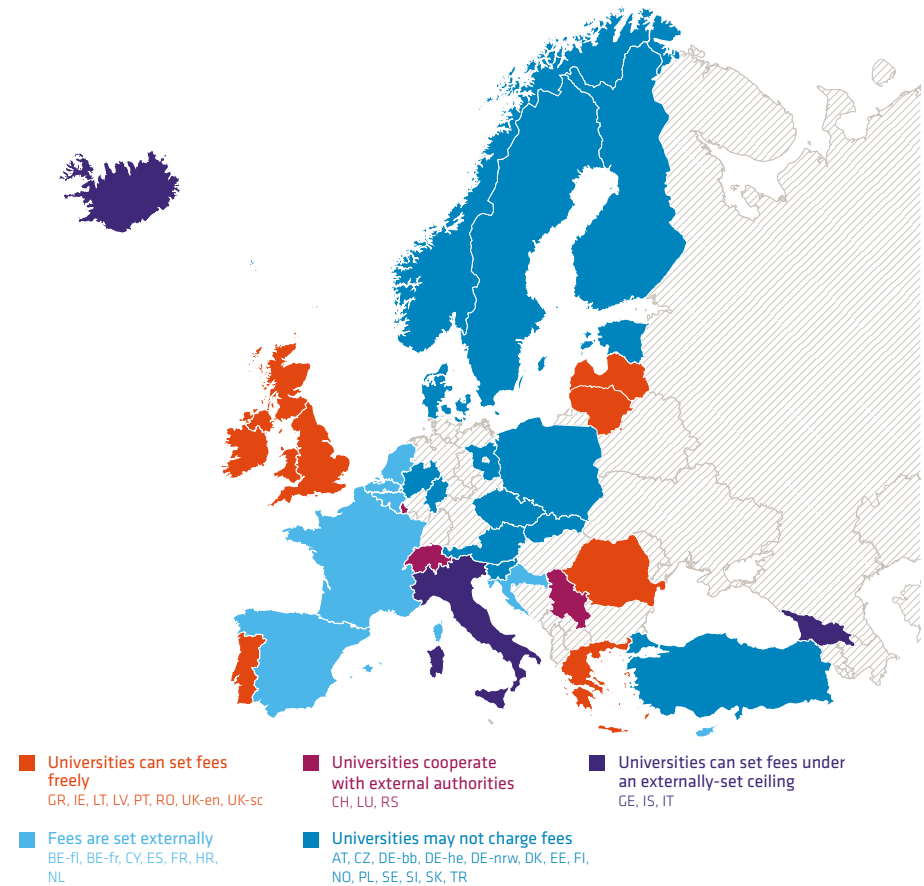 Universities can set fees
freely
GR, IE, LT, LV, PT, RO, UK-en, UK-sc
Universities cooperate
with external authorities
CH, LU, RS
Universities can set fees under
an externally-set ceiling
GE, IS, IT
Fees are set externally
BE-fl, BE-fr, CY, ES, FR, HR,
NL
Universities may not charge fees
AT, CZ, DE-bb, DE-he, DE-nrw, DK, EE, FI,
NO, PL, SE, SI, SK, TR